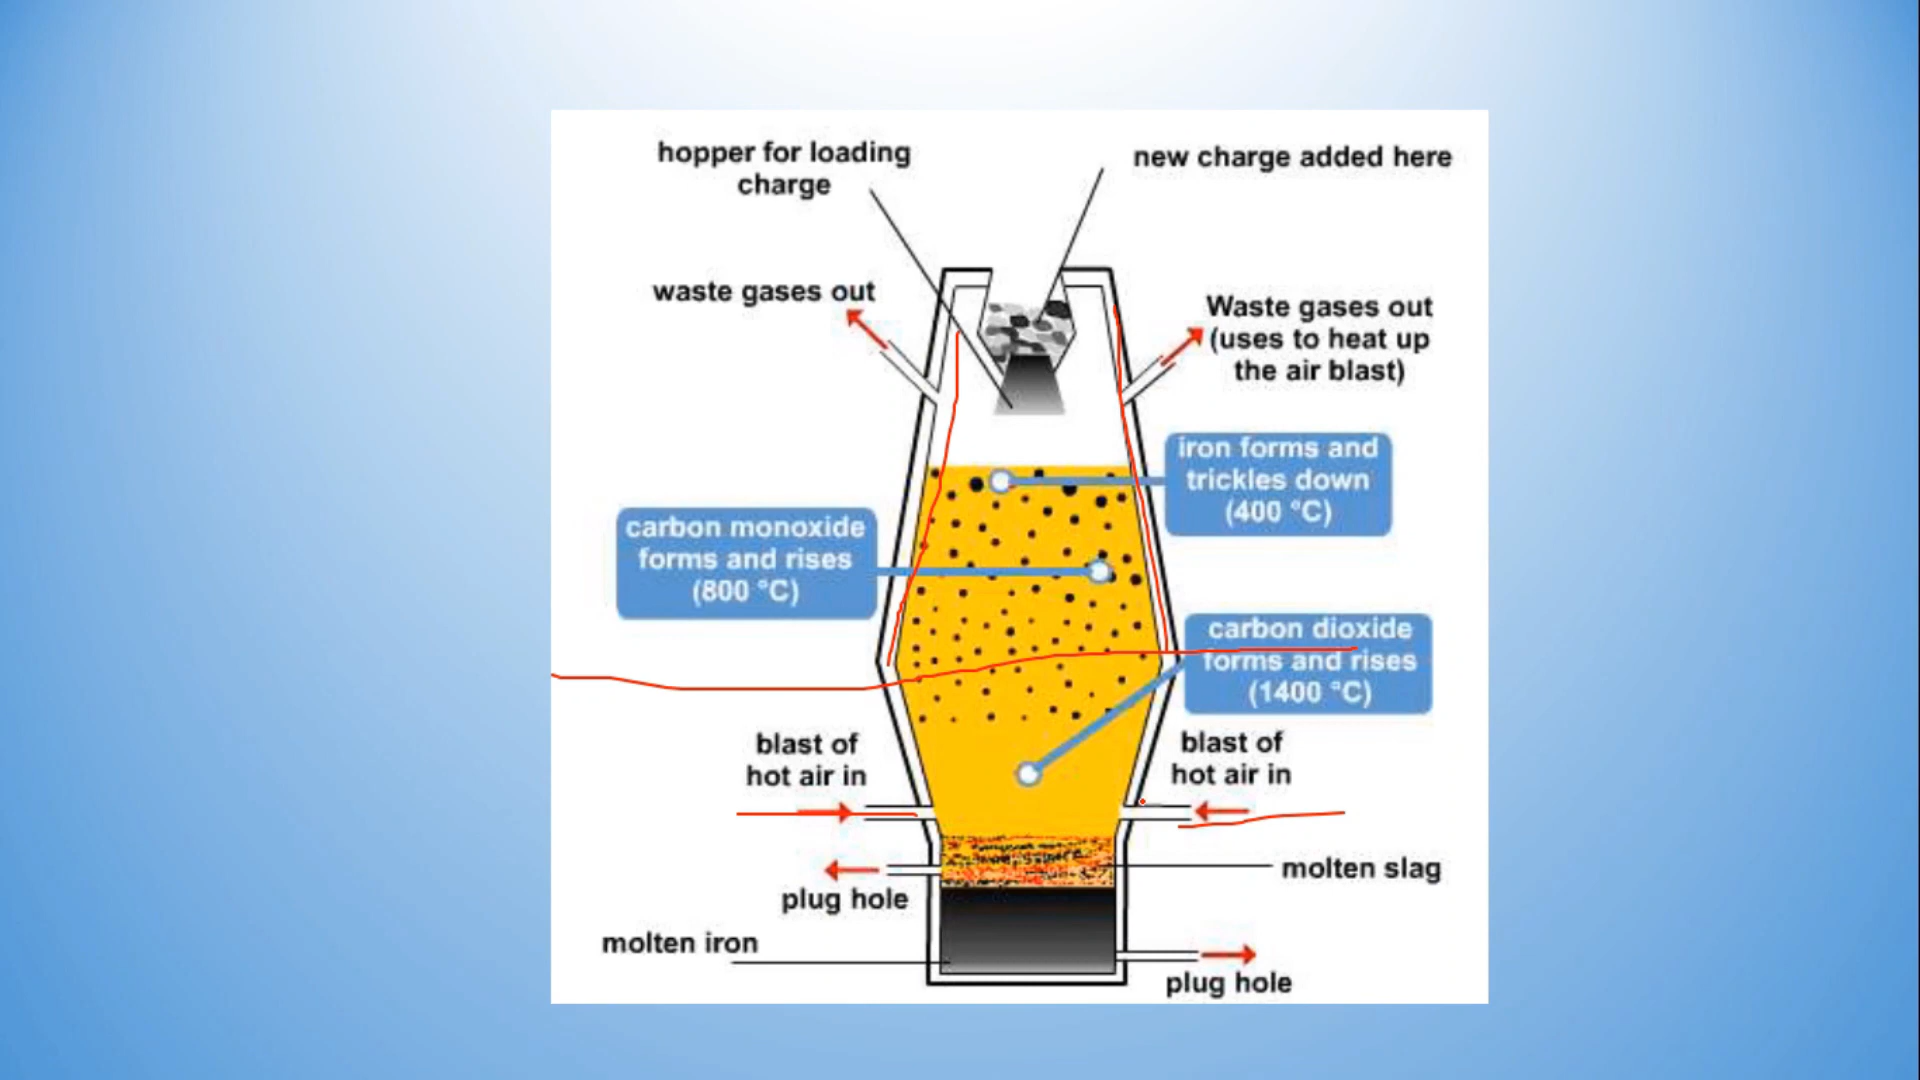 hopper for loading
charge
new charge added here
waste gases out
Waste gases out
(uses to heat up
the air blast)
iron forms and
trickles down
(400 °C)
carbon monoxide
forms and rises
(800 °C)
carbon dioxide
forms and rises
(1400 °C)
blast of
hot air in
blast of
hot air in
molten slag
plug hole
molten iron
plug hole